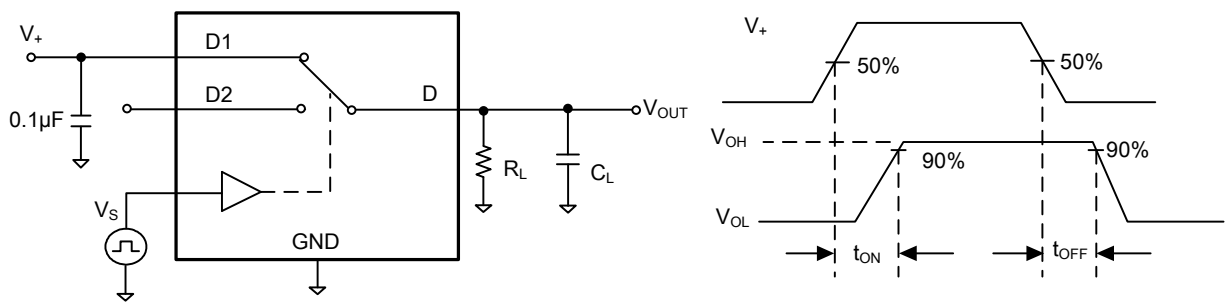 V+
D1
D2
D
VOUT
0.1µF
RL
CL
VS
GND
V+
50%
50%
VOH
90%
90%
VOL
tON
tOFF